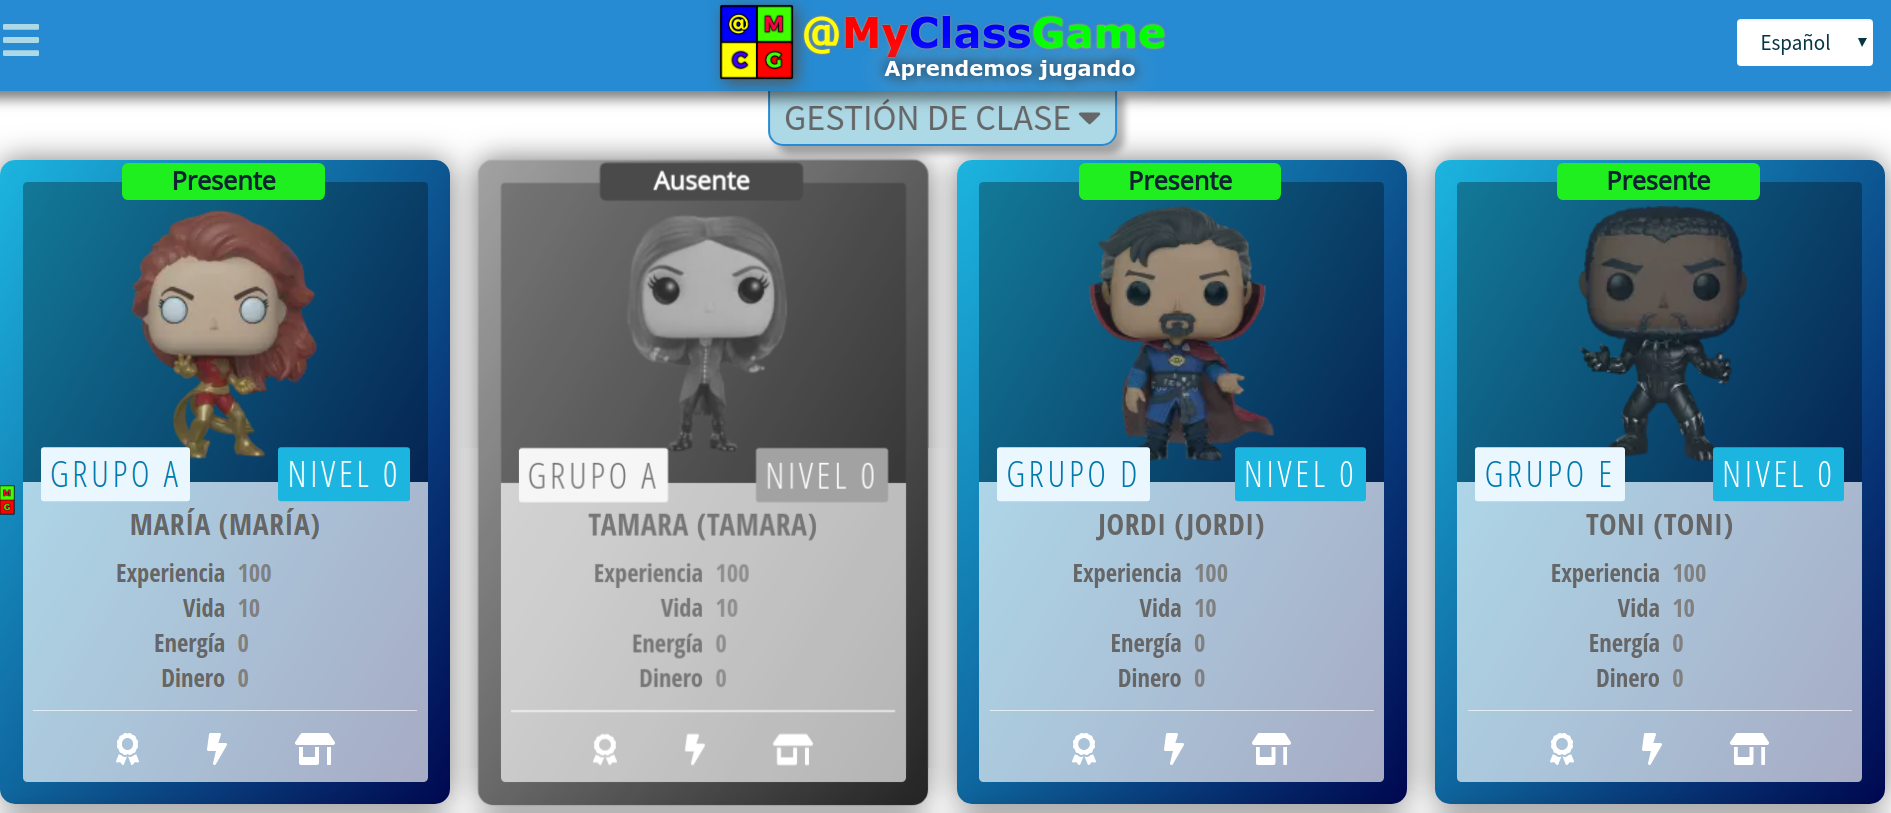 @ M
C G
@MyClassGame
Aprendemos jugando
Español
GESTIÓN DE CLASE
Presente
GRUPO A
NIVEL 0
MARÍA (MARÍA)
Experiencia 100
Vida 10
Energía 0
Dinero 0
Ausente
GRUPO A
NIVEL 0
TAMARA (TAMARA)
Experiencia 100
Vida 10
Energía 0
Dinero 0
Presente
GRUPO D
NIVEL 0
JORDI (JORDI)
Experiencia 100
Vida 10
Energía 0
Dinero 0
Presente
GRUPO E
NIVEL 0
TONI (TONI)
Experiencia 100
Vida 10
Energía 0
Dinero 0
M
G